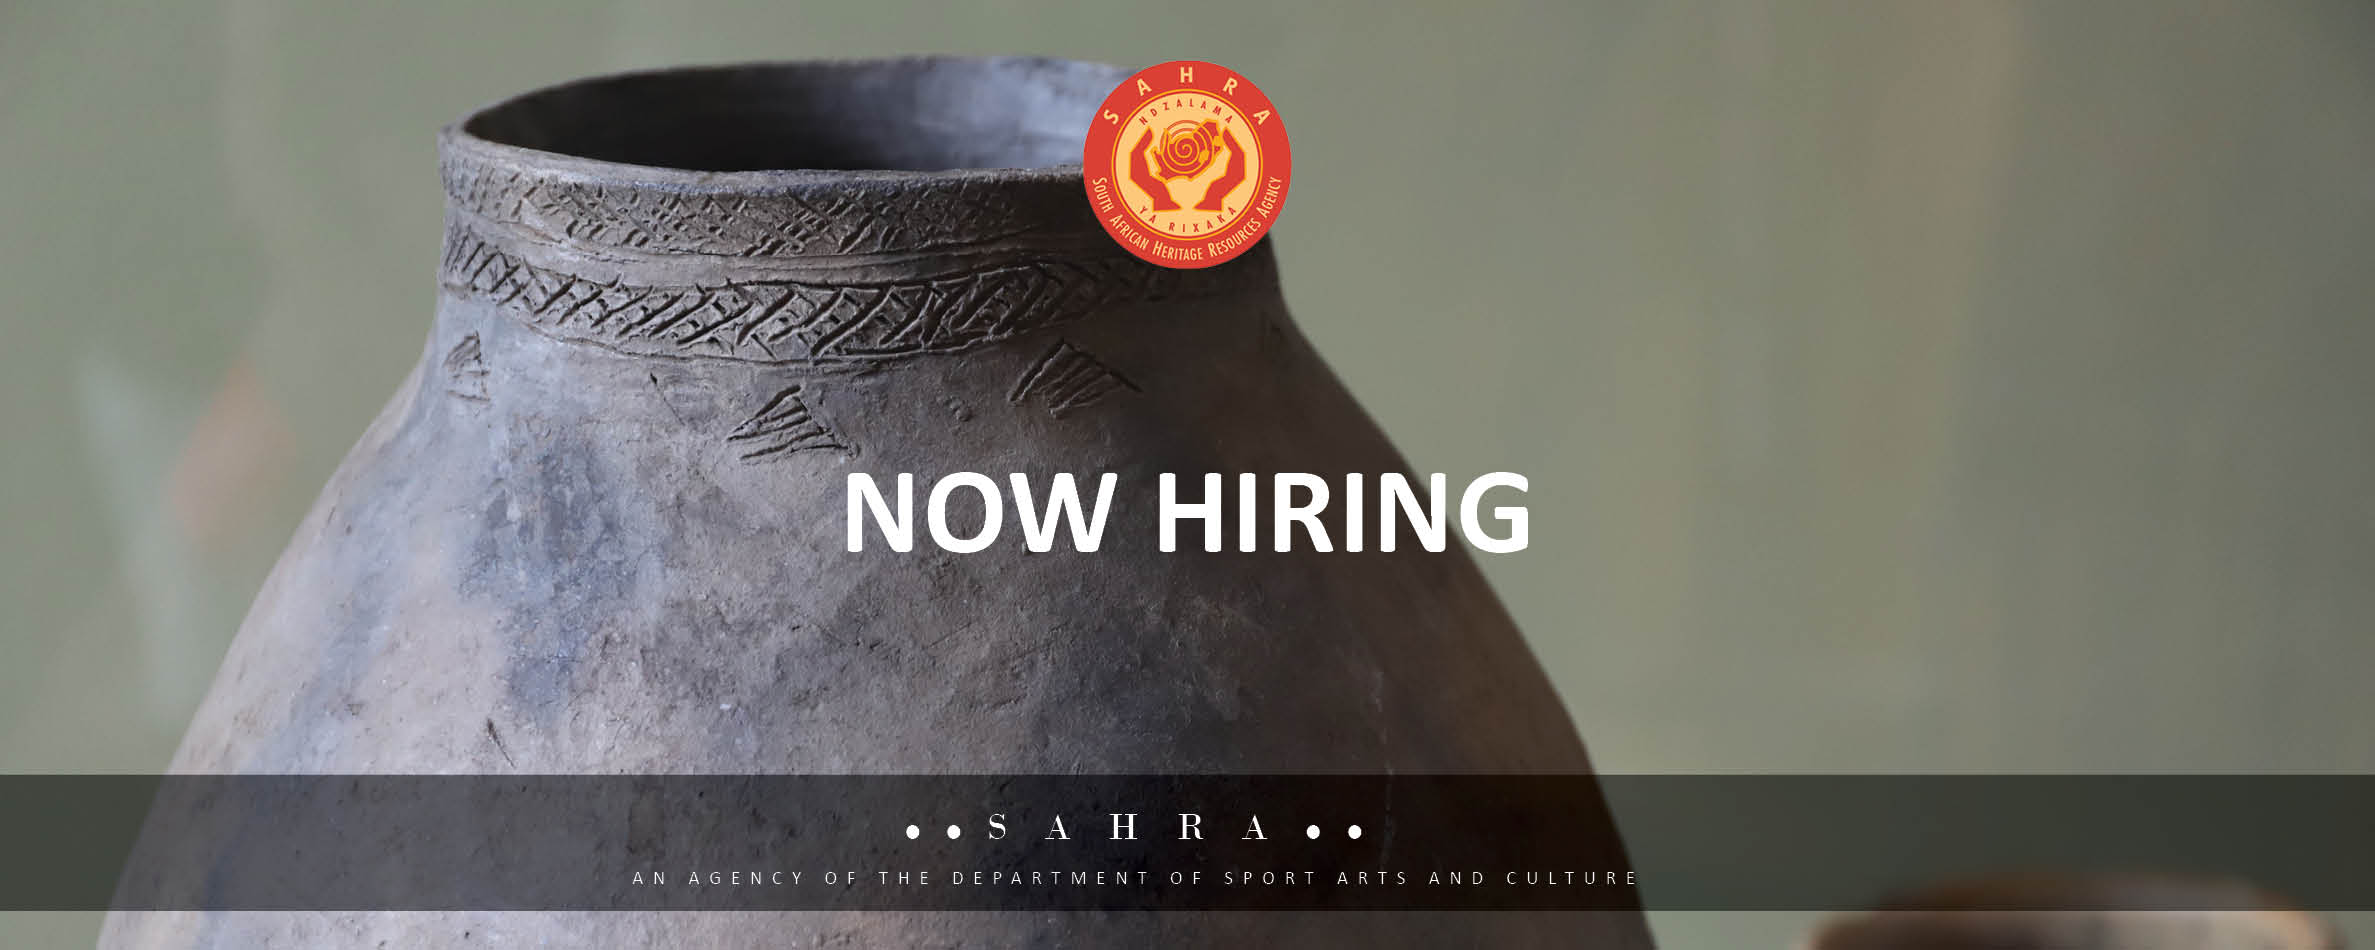 SAHRA
NDZALAMA
YA RIXAKA
SOUTH AFRICAN HERITAGE RESOURCES AGENCY
NOW HIRING
• • S A H R A • •
AN AGENCY OF THE DEPARTMENT OF SPORT ARTS AND CULTURE